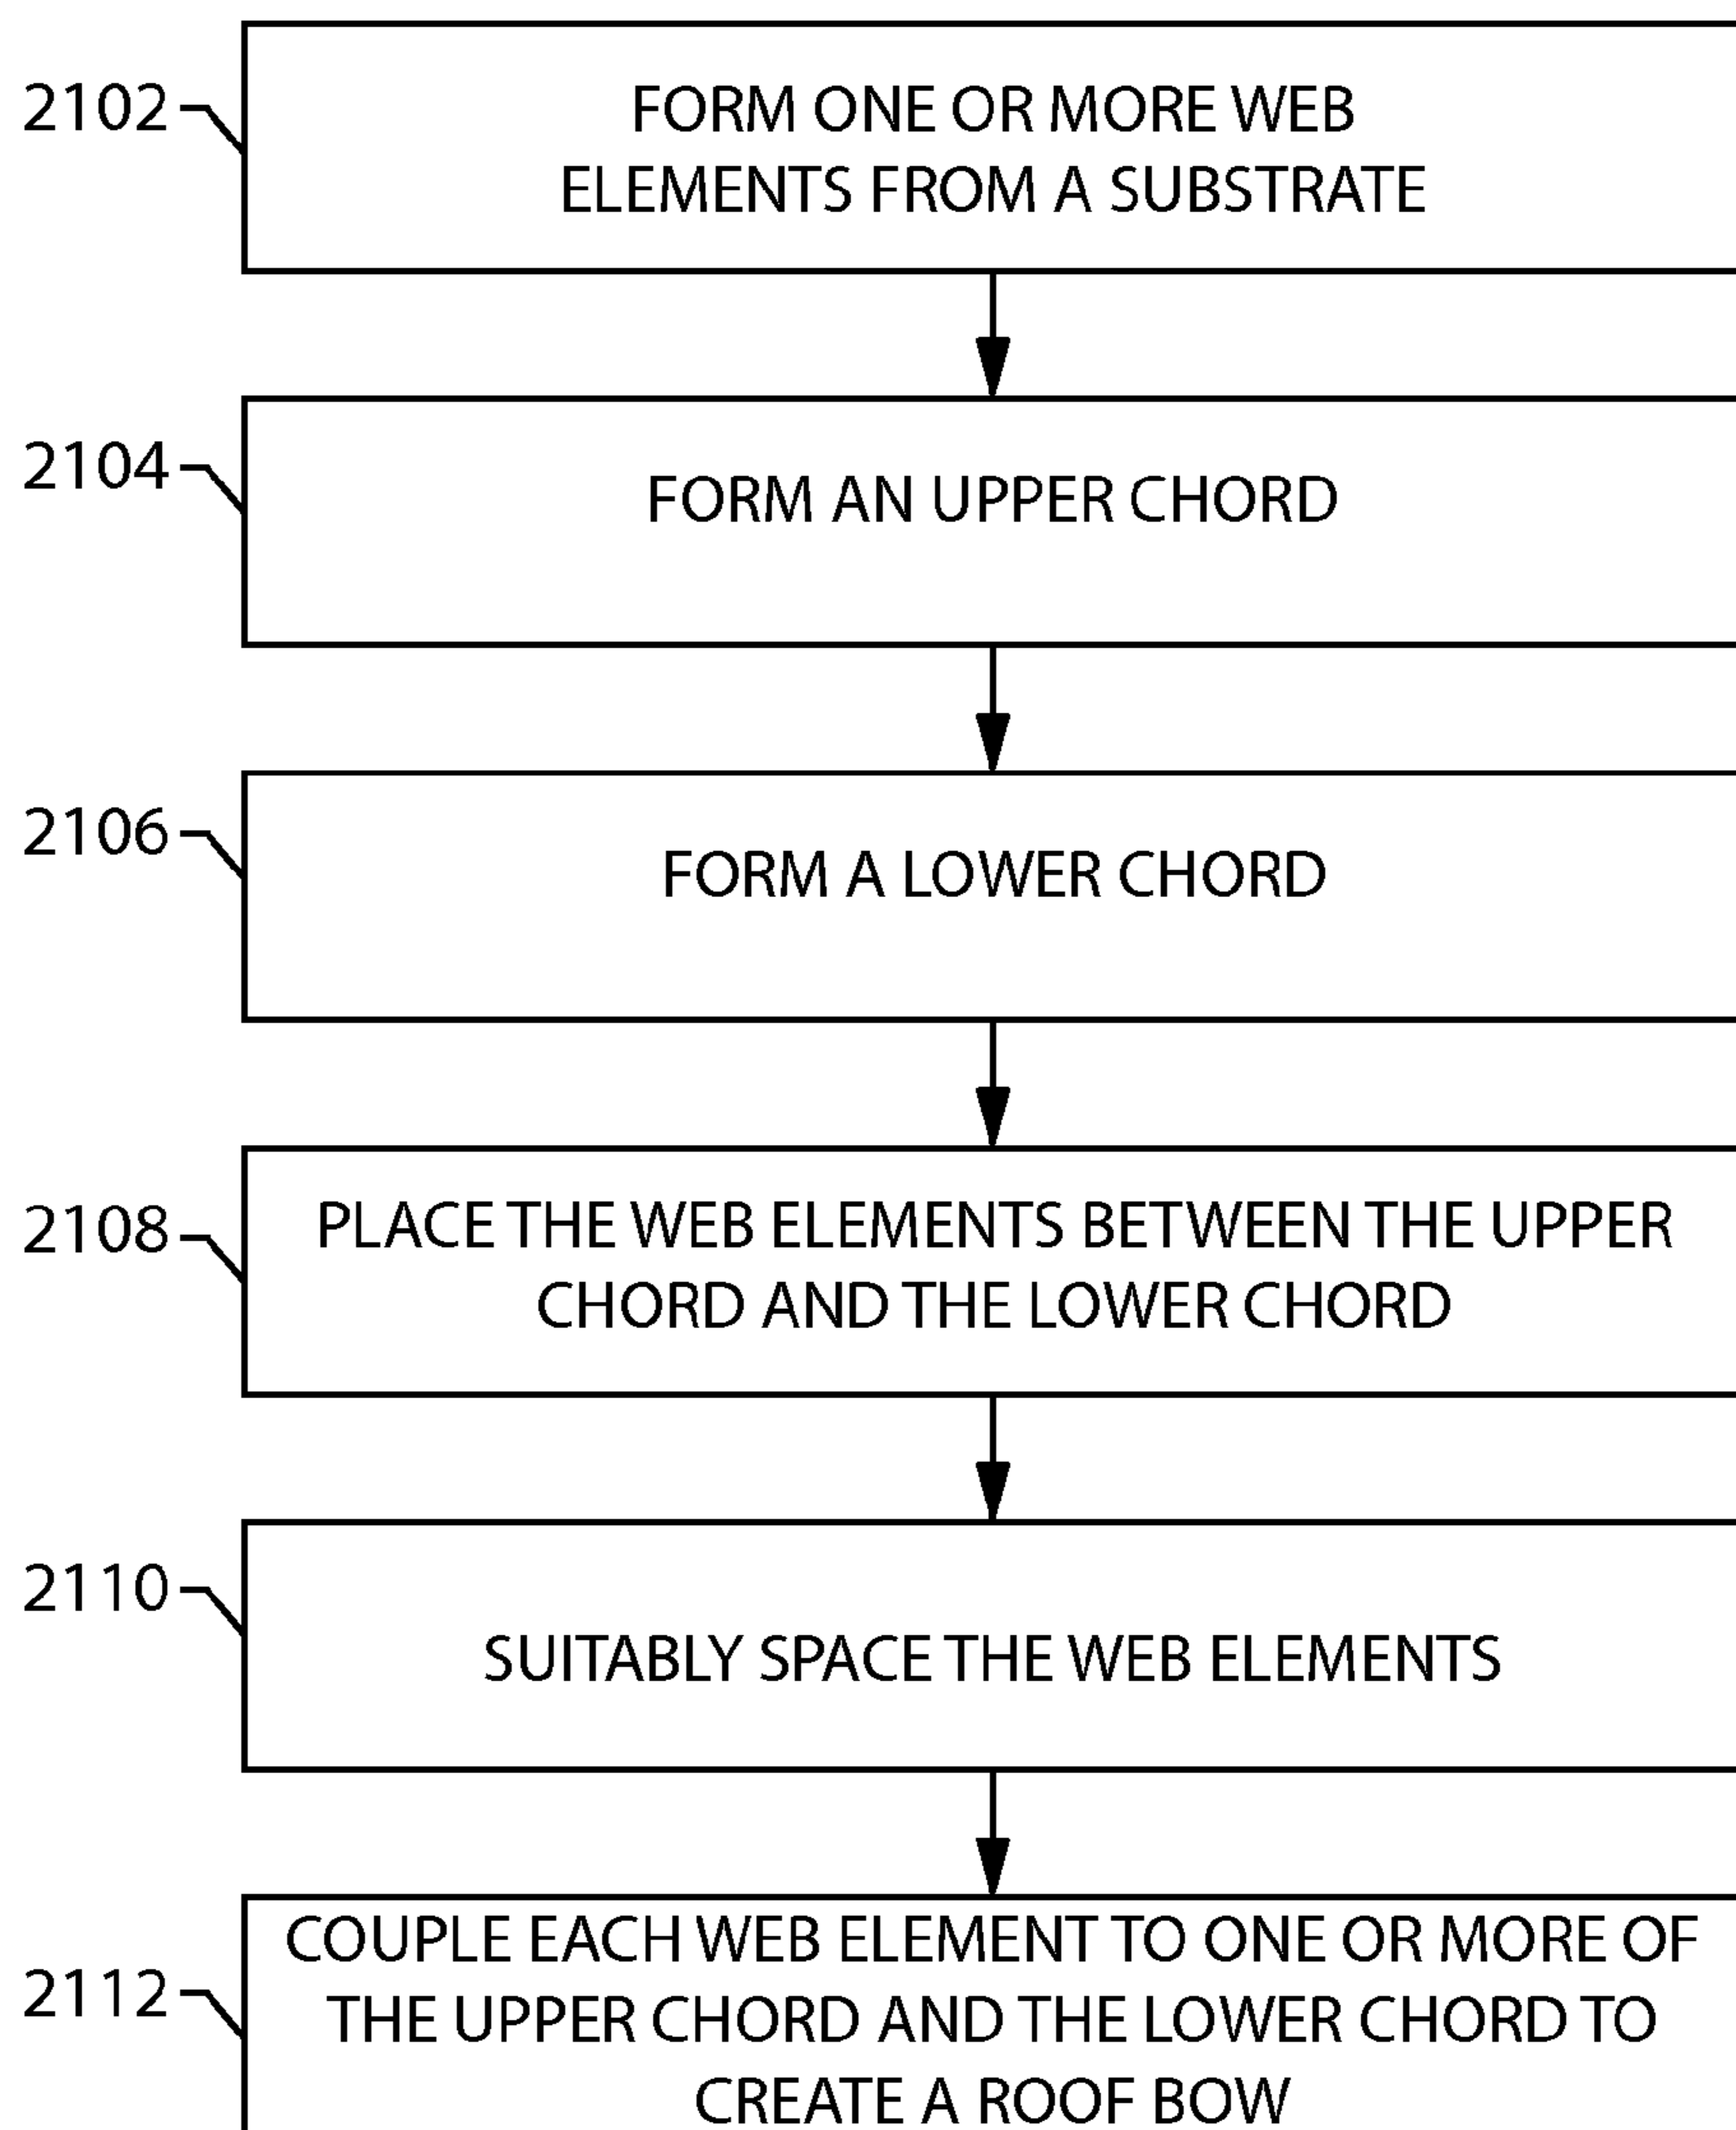 2102
FORM ONE OR MORE WEB
ELEMENTS FROM A SUBSTRATE
2104
FORM AN UPPER CHORD
2106
FORM A LOWER CHORD
2108
PLACE THE WEB ELEMENTS BETWEEN THE UPPER
CHORD AND THE LOWER CHORD
2110
SUITABLY SPACE THE WEB ELEMENTS
2112
COUPLE EACH WEB ELEMENT TO ONE OR MORE OF
THE UPPER CHORD AND THE LOWER CHORD TO
CREATE A ROOF BOW